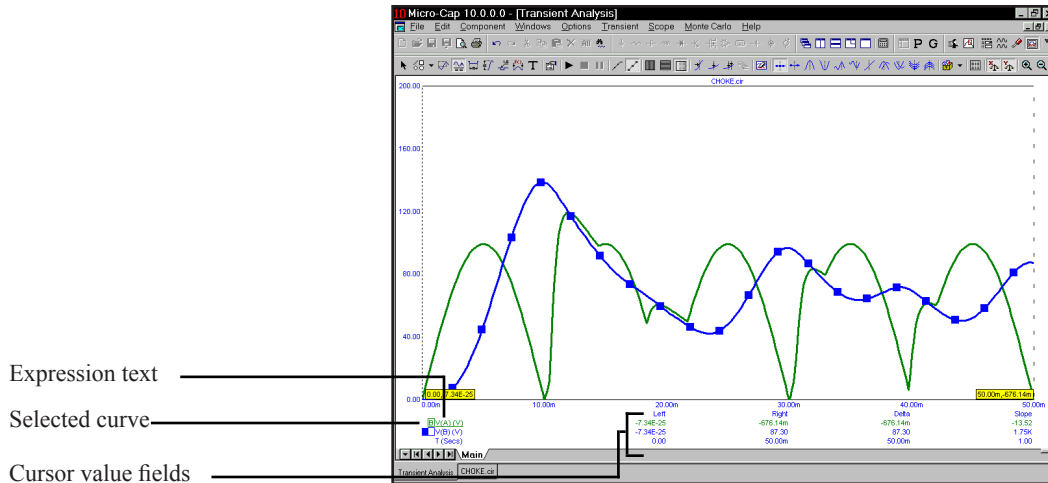 10 Micro-Cap 10.0.0.0 - [Transient Analysis]
File Edit Component Windows Options Transient Scope Monte Carlo Help
CHOKE.cir
200.00
160.00
120.00
80.00
40.00
0.00
0.00,-7.34E-25
50.00m,-676.14m
0.00m 10.00m 20.00m 30.00m 40.00m 50.00m
Left Right Delta Slope
B V(A) (V) -7.34E-25 -676.14m -676.14m -13.52
V(B) (V) -7.34E-25 87.30 87.30 1.75K
T (Secs) 0.00 50.00m 50.00m 1.00
Main
Transient Analysis CHOKE.cir
Expression text
Selected curve
Cursor value fields